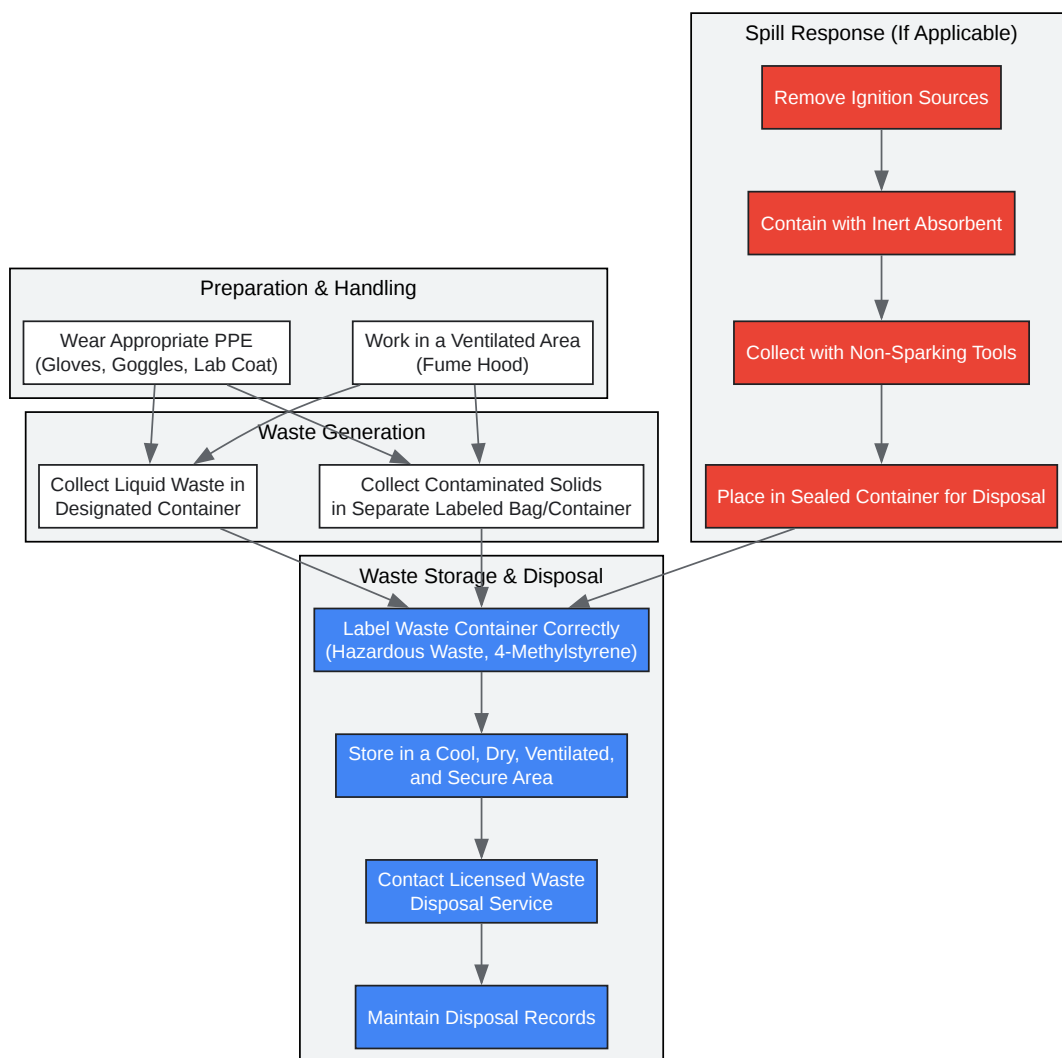 Spill Response (If Applicable)
Remove Ignition Sources
Contain with Inert Absorbent
Collect with Non-Sparking Tools
Place in Sealed Container for Disposal
Preparation & Handling
Wear Appropriate PPE
(Gloves, Goggles, Lab Coat)
Work in a Ventilated Area
(Fume Hood)
Waste Generation
Collect Liquid Waste in
Designated Container
Collect Contaminated Solids
in Separate Labeled Bag/Container
Waste Storage & Disposal
Label Waste Container Correctly
(Hazardous Waste, 4-Methylstyrene)
Store in a Cool, Dry, Ventilated,
and Secure Area
Contact Licensed Waste
Disposal Service
Maintain Disposal Records